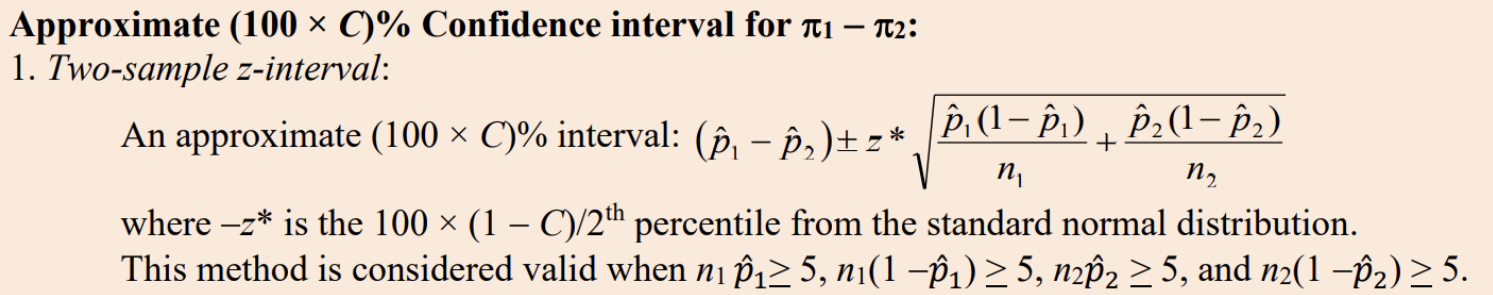 Approximate (100 × C)% Confidence interval for π1 – π2:
1. Two-sample z-interval:
An approximate (100 × C)% interval: (p̂₁ − p̂₂) ± z* √( p̂₁(1− p̂₁)/n₁ + p̂₂(1− p̂₂)/n₂ )
where –z* is the 100 × (1 – C)/2ᵗʰ percentile from the standard normal distribution.
This method is considered valid when n1 p̂₁≥ 5, n1(1 –p̂₁) ≥ 5, n2p̂₂ ≥ 5, and n2(1 –p̂₂) ≥ 5.